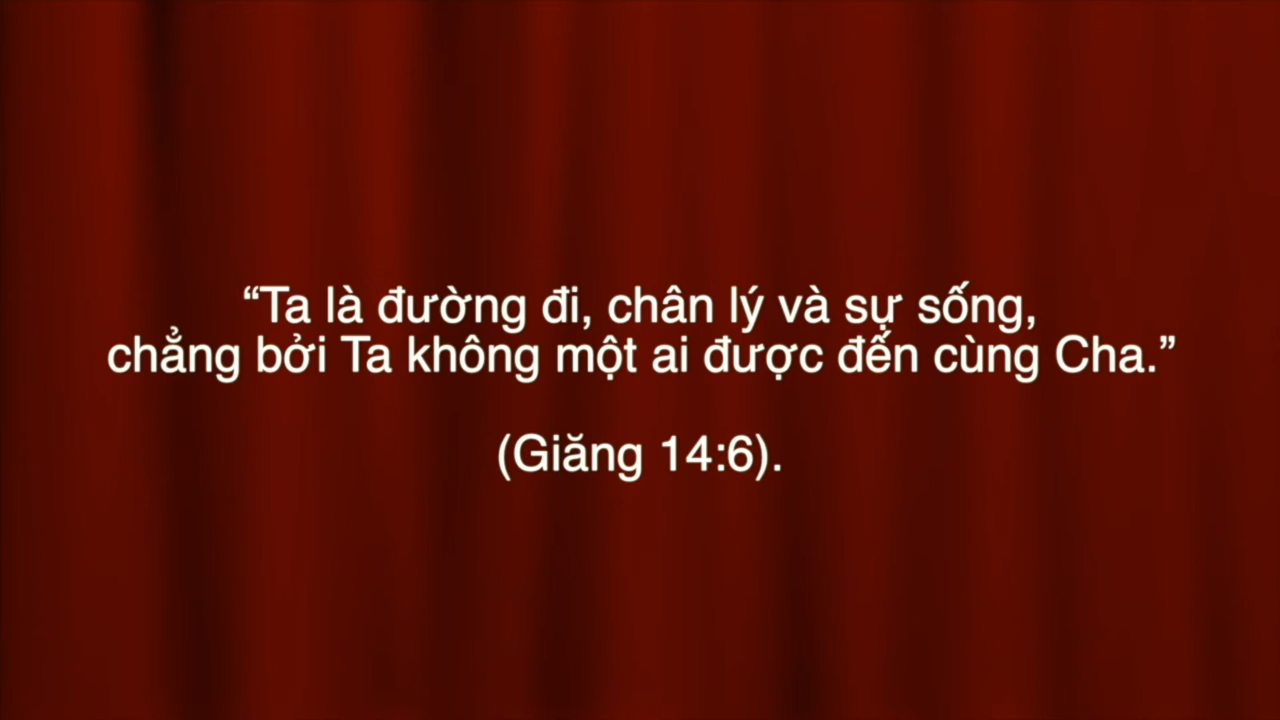 “Ta là đường đi, chân lý và sự sống,
chẳng bởi Ta không một ai được đến cùng Cha.”
(Giăng 14:6).